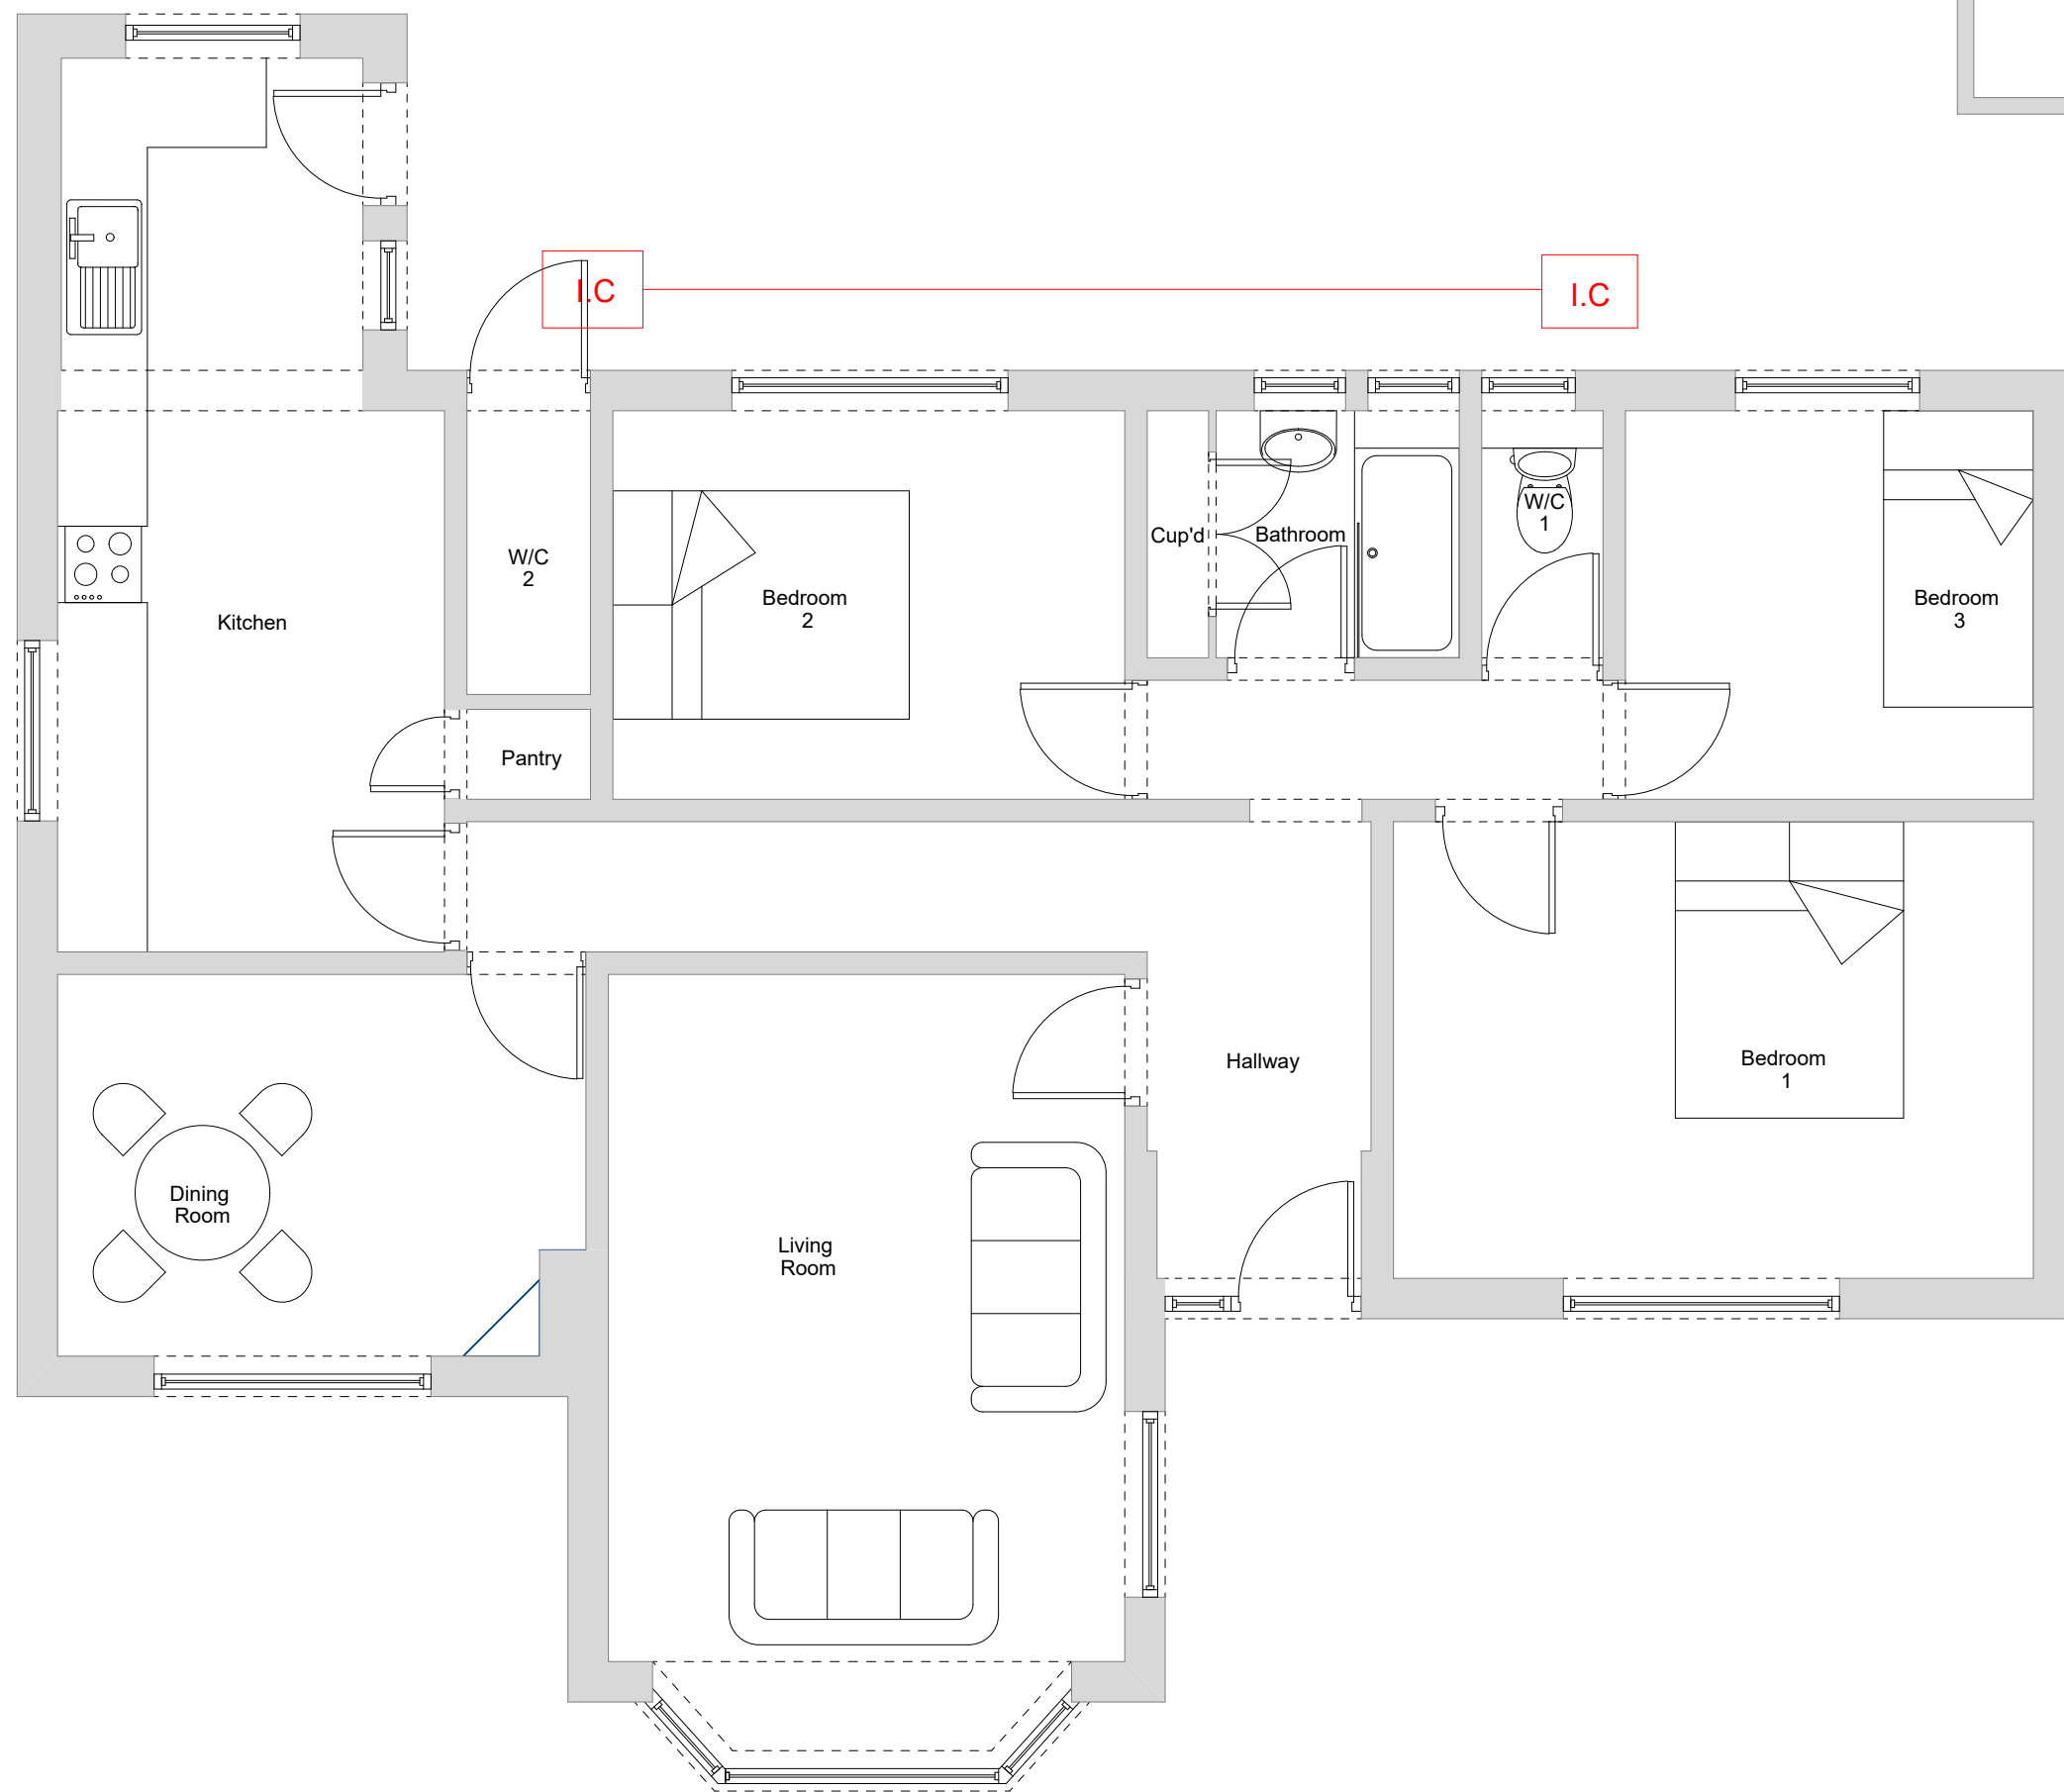 I.C
I.C
W/C
1
Cup'd
Bathroom
W/C
2
Bedroom
2
Bedroom
3
Kitchen
Pantry
Hallway
Bedroom
1
Dining
Room
Living
Room